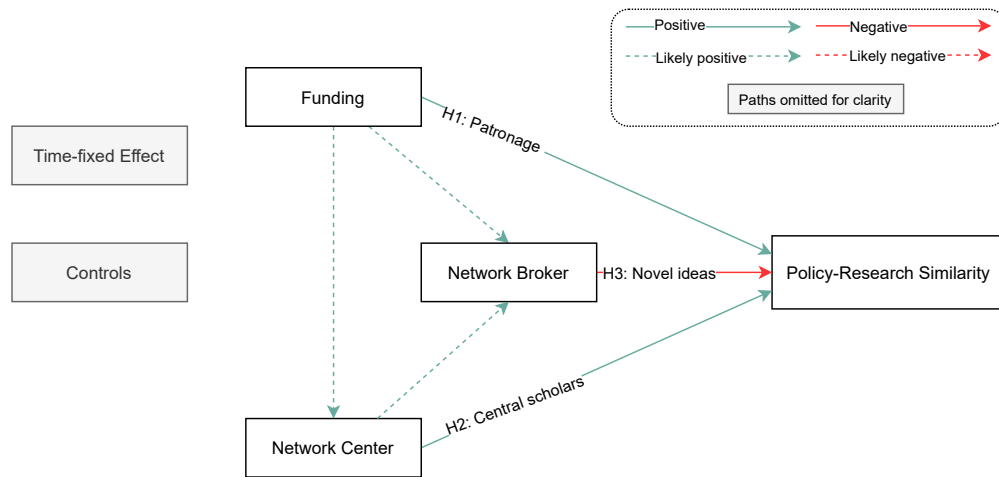 Positive
Negative
Likely positive
Likely negative
Paths omitted for clarity
Funding
H1: Patronage
Time-fixed Effect
Controls
Network Broker
H3: Novel ideas
Policy-Research Similarity
H2: Central scholars
Network Center